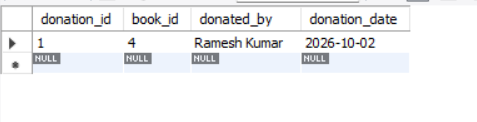 donation_id book_id donated_by donation_date
1 4 Ramesh Kumar 2026-10-02
NULL NULL NULL NULL